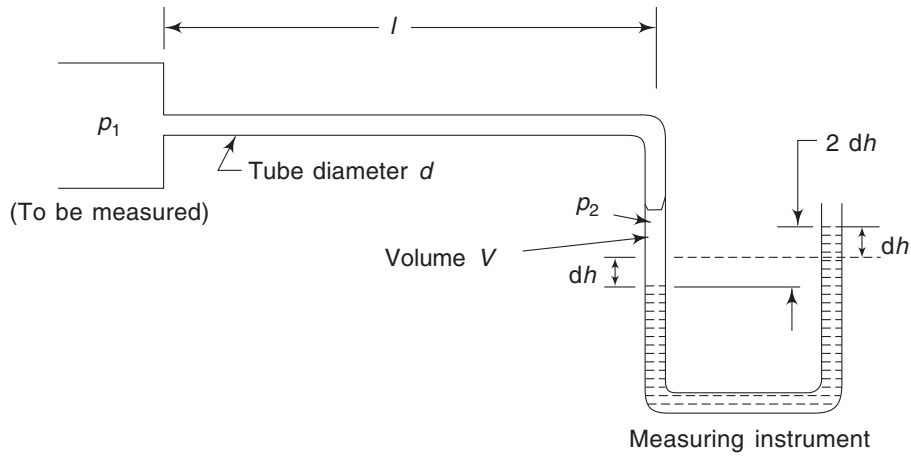 l
p1
2 dh
Tube diameter d
(To be measured)
p2
dh
Volume V
dh
Measuring instrument